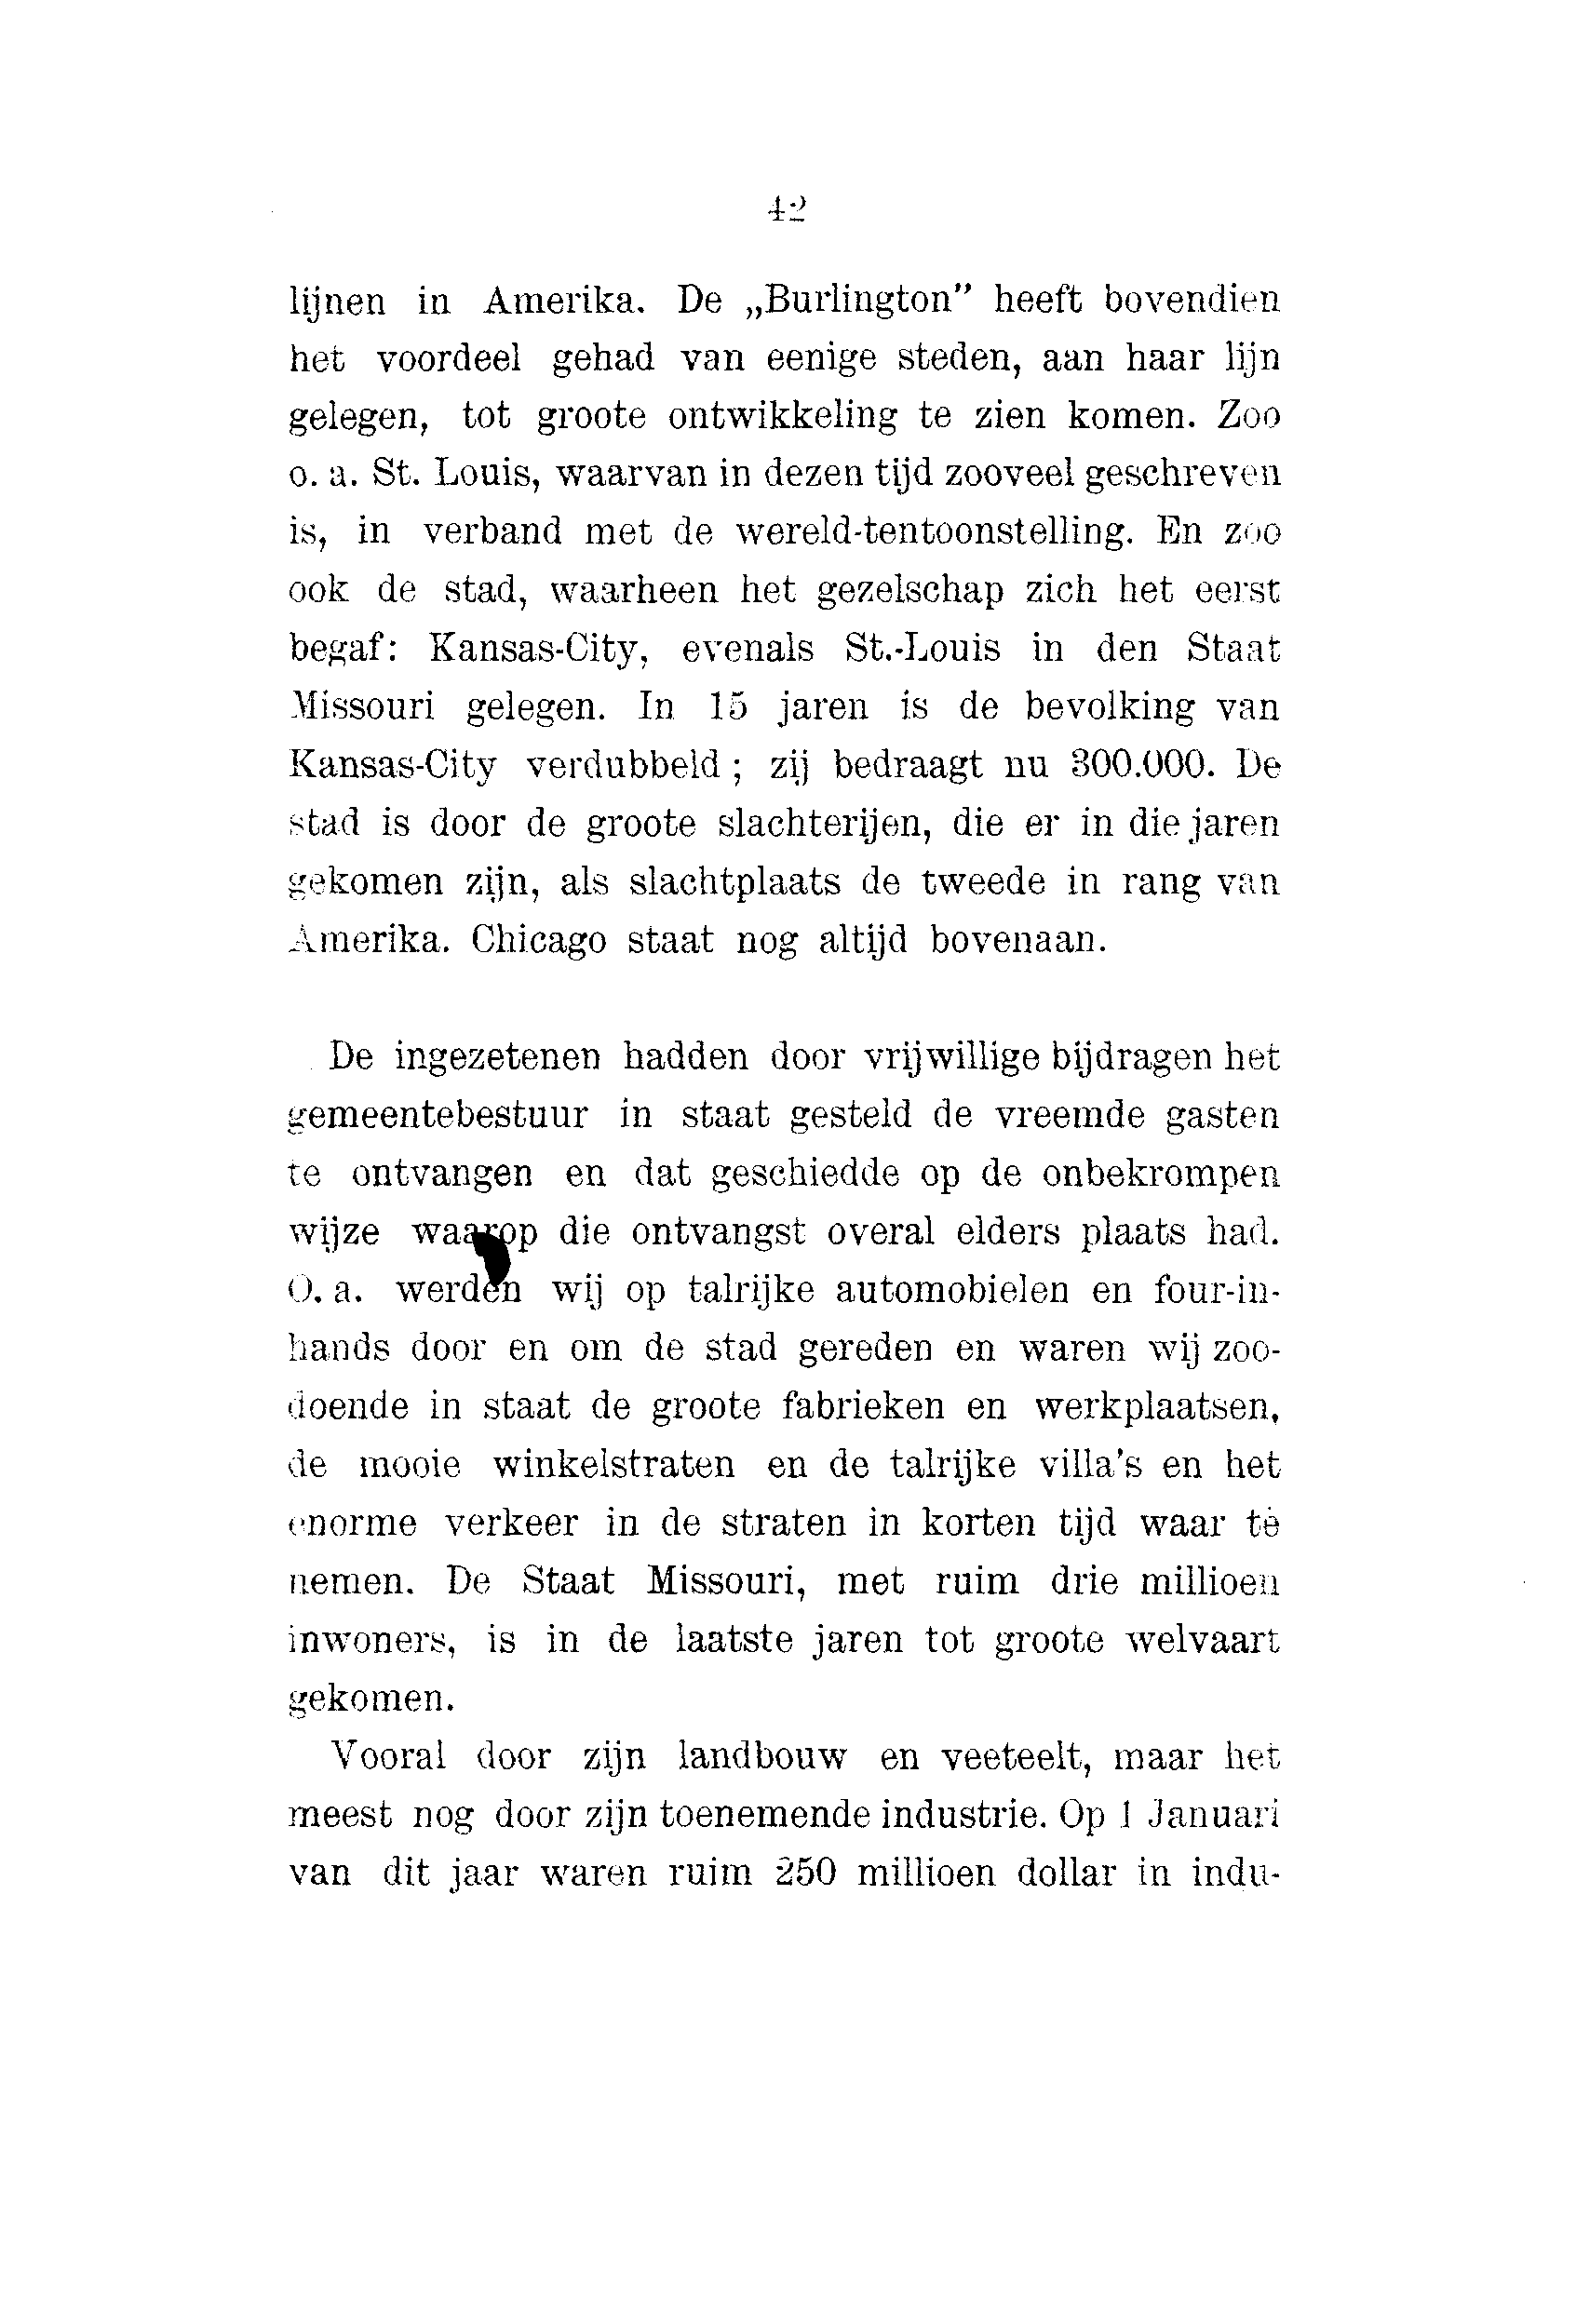 42
lijnen in Amerika. De „Burlington” heeft bovendien
het voordeel gehad van eenige steden, aan haar lijn
gelegen, tot groote ontwikkeling te zien komen. Zoo
o. a. St. Louis, waarvan in dezen tijd zooveel geschreven
is, in verband met de wereld-tentoonstelling. En zoo
ook de stad, waarheen het gezelschap zich het eerst
begaf: Kansas-City, evenals St.-Louis in den Staat
Missouri gelegen. In 15 jaren is de bevolking van
Kansas-City verdubbeld; zij bedraagt nu 300.000. De
stad is door de groote slachterijen, die er in die jaren
gekomen zijn, als slachtplaats de tweede in rang van
Amerika. Chicago staat nog altijd bovenaan.
De ingezetenen hadden door vrijwillige bijdragen het
gemeentebestuur in staat gesteld de vreemde gasten
te ontvangen en dat geschiedde op de onbekrompen
wijze waarop die ontvangst overal elders plaats had.
O. a. werden wij op talrijke automobielen en four-in-
hands door en om de stad gereden en waren wij zoo-
doende in staat de groote fabrieken en werkplaatsen,
de mooie winkelstraten en de talrijke villa's en het
enorme verkeer in de straten in korten tijd waar te
nemen. De Staat Missouri, met ruim drie millioen
inwoners, is in de laatste jaren tot groote welvaart
gekomen.
Vooral door zijn landbouw en veeteelt, maar het
meest nog door zijn toenemende industrie. Op 1 Januari
van dit jaar waren ruim 250 millioen dollar in indu-